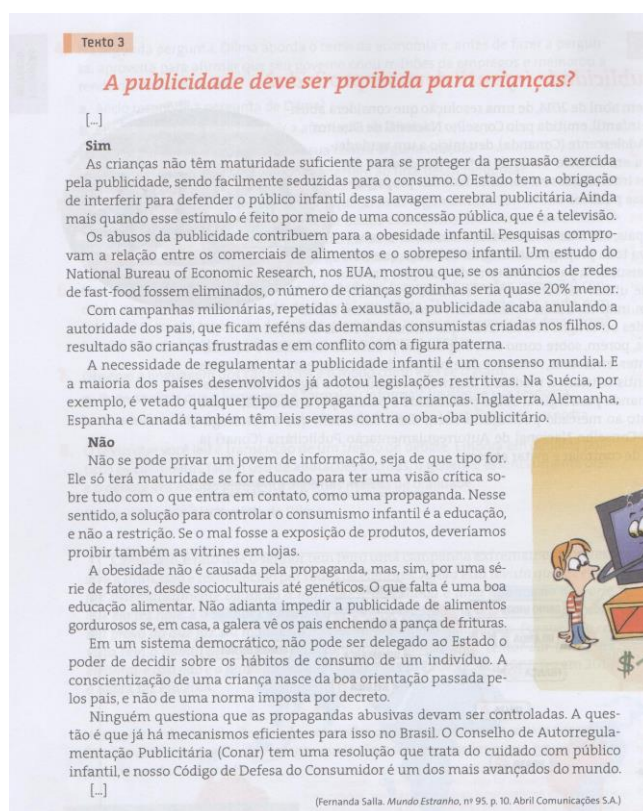 Texto 3
A publicidade deve ser proibida para crianças?
[...]
Sim
As crianças não têm maturidade suficiente para se proteger da persuasão exercida
pela publicidade, sendo facilmente seduzidas para o consumo. O Estado tem a obrigação
de interferir para defender o público infantil dessa lavagem cerebral publicitária. Ainda
mais quando esse estímulo é feito por meio de uma concessão pública, que é a televisão.
Os abusos da publicidade contribuem para a obesidade infantil. Pesquisas compro-
vam a relação entre os comerciais de alimentos e o sobrepeso infantil. Um estudo do
National Bureau of Economic Research, nos EUA, mostrou que, se os anúncios de redes
de fast-food fossem eliminados, o número de crianças gordinhas seria quase 20% menor.
Com campanhas milionárias, repetidas à exaustão, a publicidade acaba anulando a
autoridade dos pais, que ficam reféns das demandas consumistas criadas nos filhos. O
resultado são crianças frustradas e em conflito com a figura paterna.
A necessidade de regulamentar a publicidade infantil é um consenso mundial. E
a maioria dos países desenvolvidos já adotou legislações restritivas. Na Suécia, por
exemplo, é vetado qualquer tipo de propaganda para crianças. Inglaterra, Alemanha,
Espanha e Canadá também têm leis severas contra o oba-oba publicitário.
Não
Não se pode privar um jovem de informação, seja de que tipo for.
Ele só terá maturidade se for educado para ter uma visão crítica so-
bre tudo com o que entra em contato, como uma propaganda. Nesse
sentido, a solução para controlar o consumismo infantil é a educação,
e não a restrição. Se o mal fosse a exposição de produtos, deveríamos
proibir também as vitrines em lojas.
A obesidade não é causada pela propaganda, mas, sim, por uma sé-
rie de fatores, desde socioculturais até genéticos. O que falta é uma boa
educação alimentar. Não adianta impedir a publicidade de alimentos
gordurosos se, em casa, a galera vê os pais enchendo a pança de frituras.
Em um sistema democrático, não pode ser delegado ao Estado o
poder de decidir sobre os hábitos de consumo de um indivíduo. A
conscientização de uma criança nasce da boa orientação passada pe-
los pais, e não de uma norma imposta por decreto.
Ninguém questiona que as propagandas abusivas devam ser controladas. A ques-
tão é que já há mecanismos eficientes para isso no Brasil. O Conselho de Autorregula-
mentação Publicitária (Conar) tem uma resolução que trata do cuidado com público
infantil, e nosso Código de Defesa do Consumidor é um dos mais avançados do mundo.
[...]
(Fernanda Salla. Mundo Estranho, nº 95. p. 10. Abril Comunicações S.A.)
$